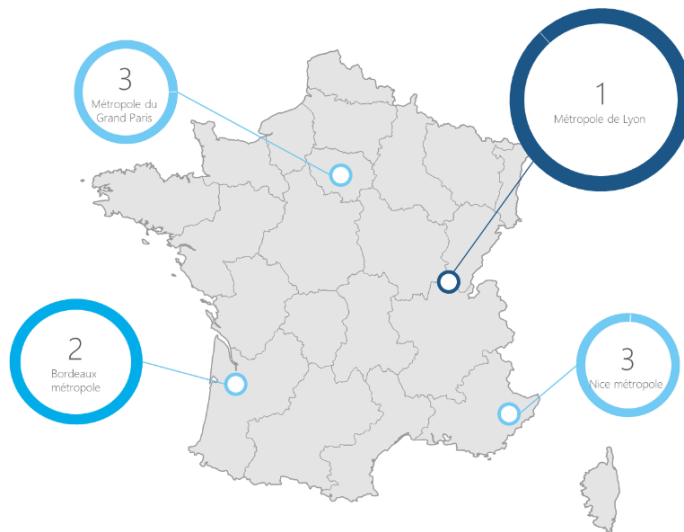 3
Métropole du
Grand Paris
1
Métropole de Lyon
2
Bordeaux
métropole
3
Nice métropole